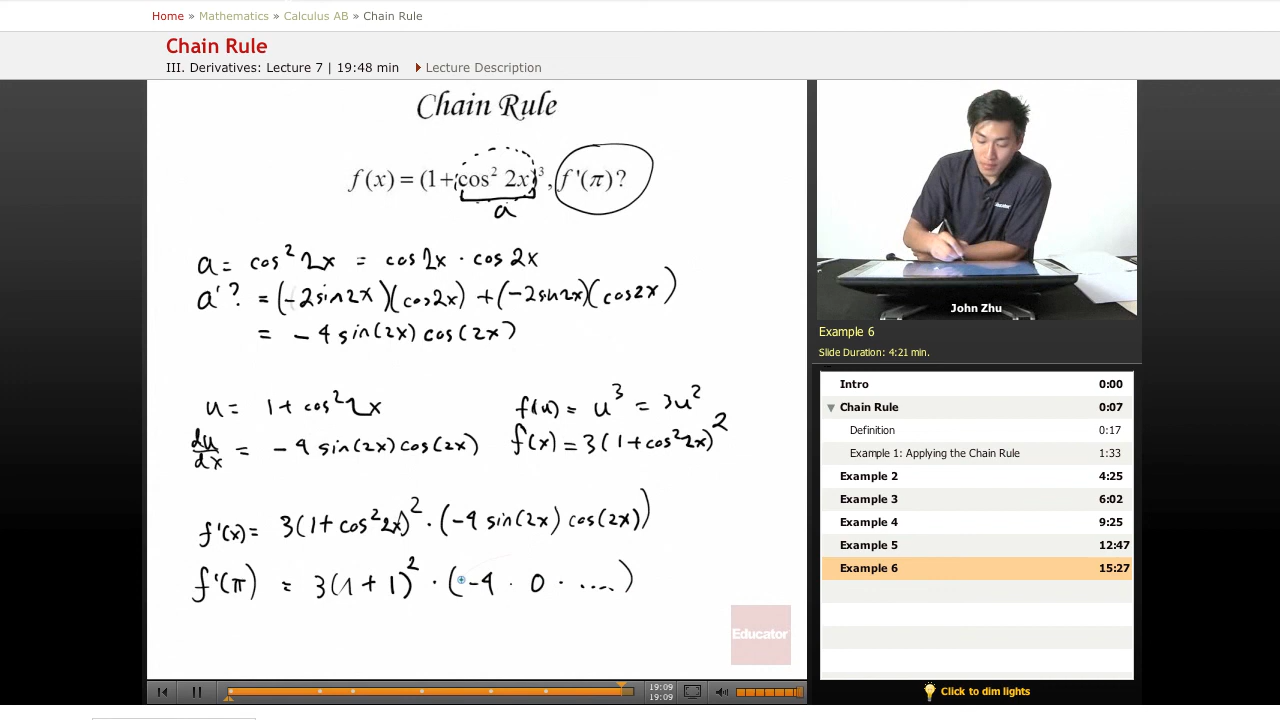 Home » Mathematics » Calculus AB » Chain Rule
Chain Rule
III. Derivatives: Lecture 7 | 19:48 min Lecture Description
Chain Rule
f(x) = (1+cos² 2x)³, f'(π)?
a
a = cos² 2x = cos 2x · cos 2x
a' ? = (-2sin2x)(cos2x) + (-2sin2x)(cos2x)
= -4 sin(2x) cos(2x)
u = 1 + cos² 2x
f(u) = u³ = 3u²
du/dx = -4 sin(2x) cos(2x)
f(x) = 3(1+cos²2x)²
f'(x) = 3(1+cos²2x)² · (-4 sin(2x) cos(2x))
f'(π) = 3(1+1)² · (-4 · 0 · ....)
Educator
Educator
John Zhu
Example 6
Slide Duration: 4:21 min.
Intro 0:00
Chain Rule 0:07
Definition 0:17
Example 1: Applying the Chain Rule 1:33
Example 2 4:25
Example 3 6:02
Example 4 9:25
Example 5 12:47
Example 6 15:27
19:09
19:09
Click to dim lights